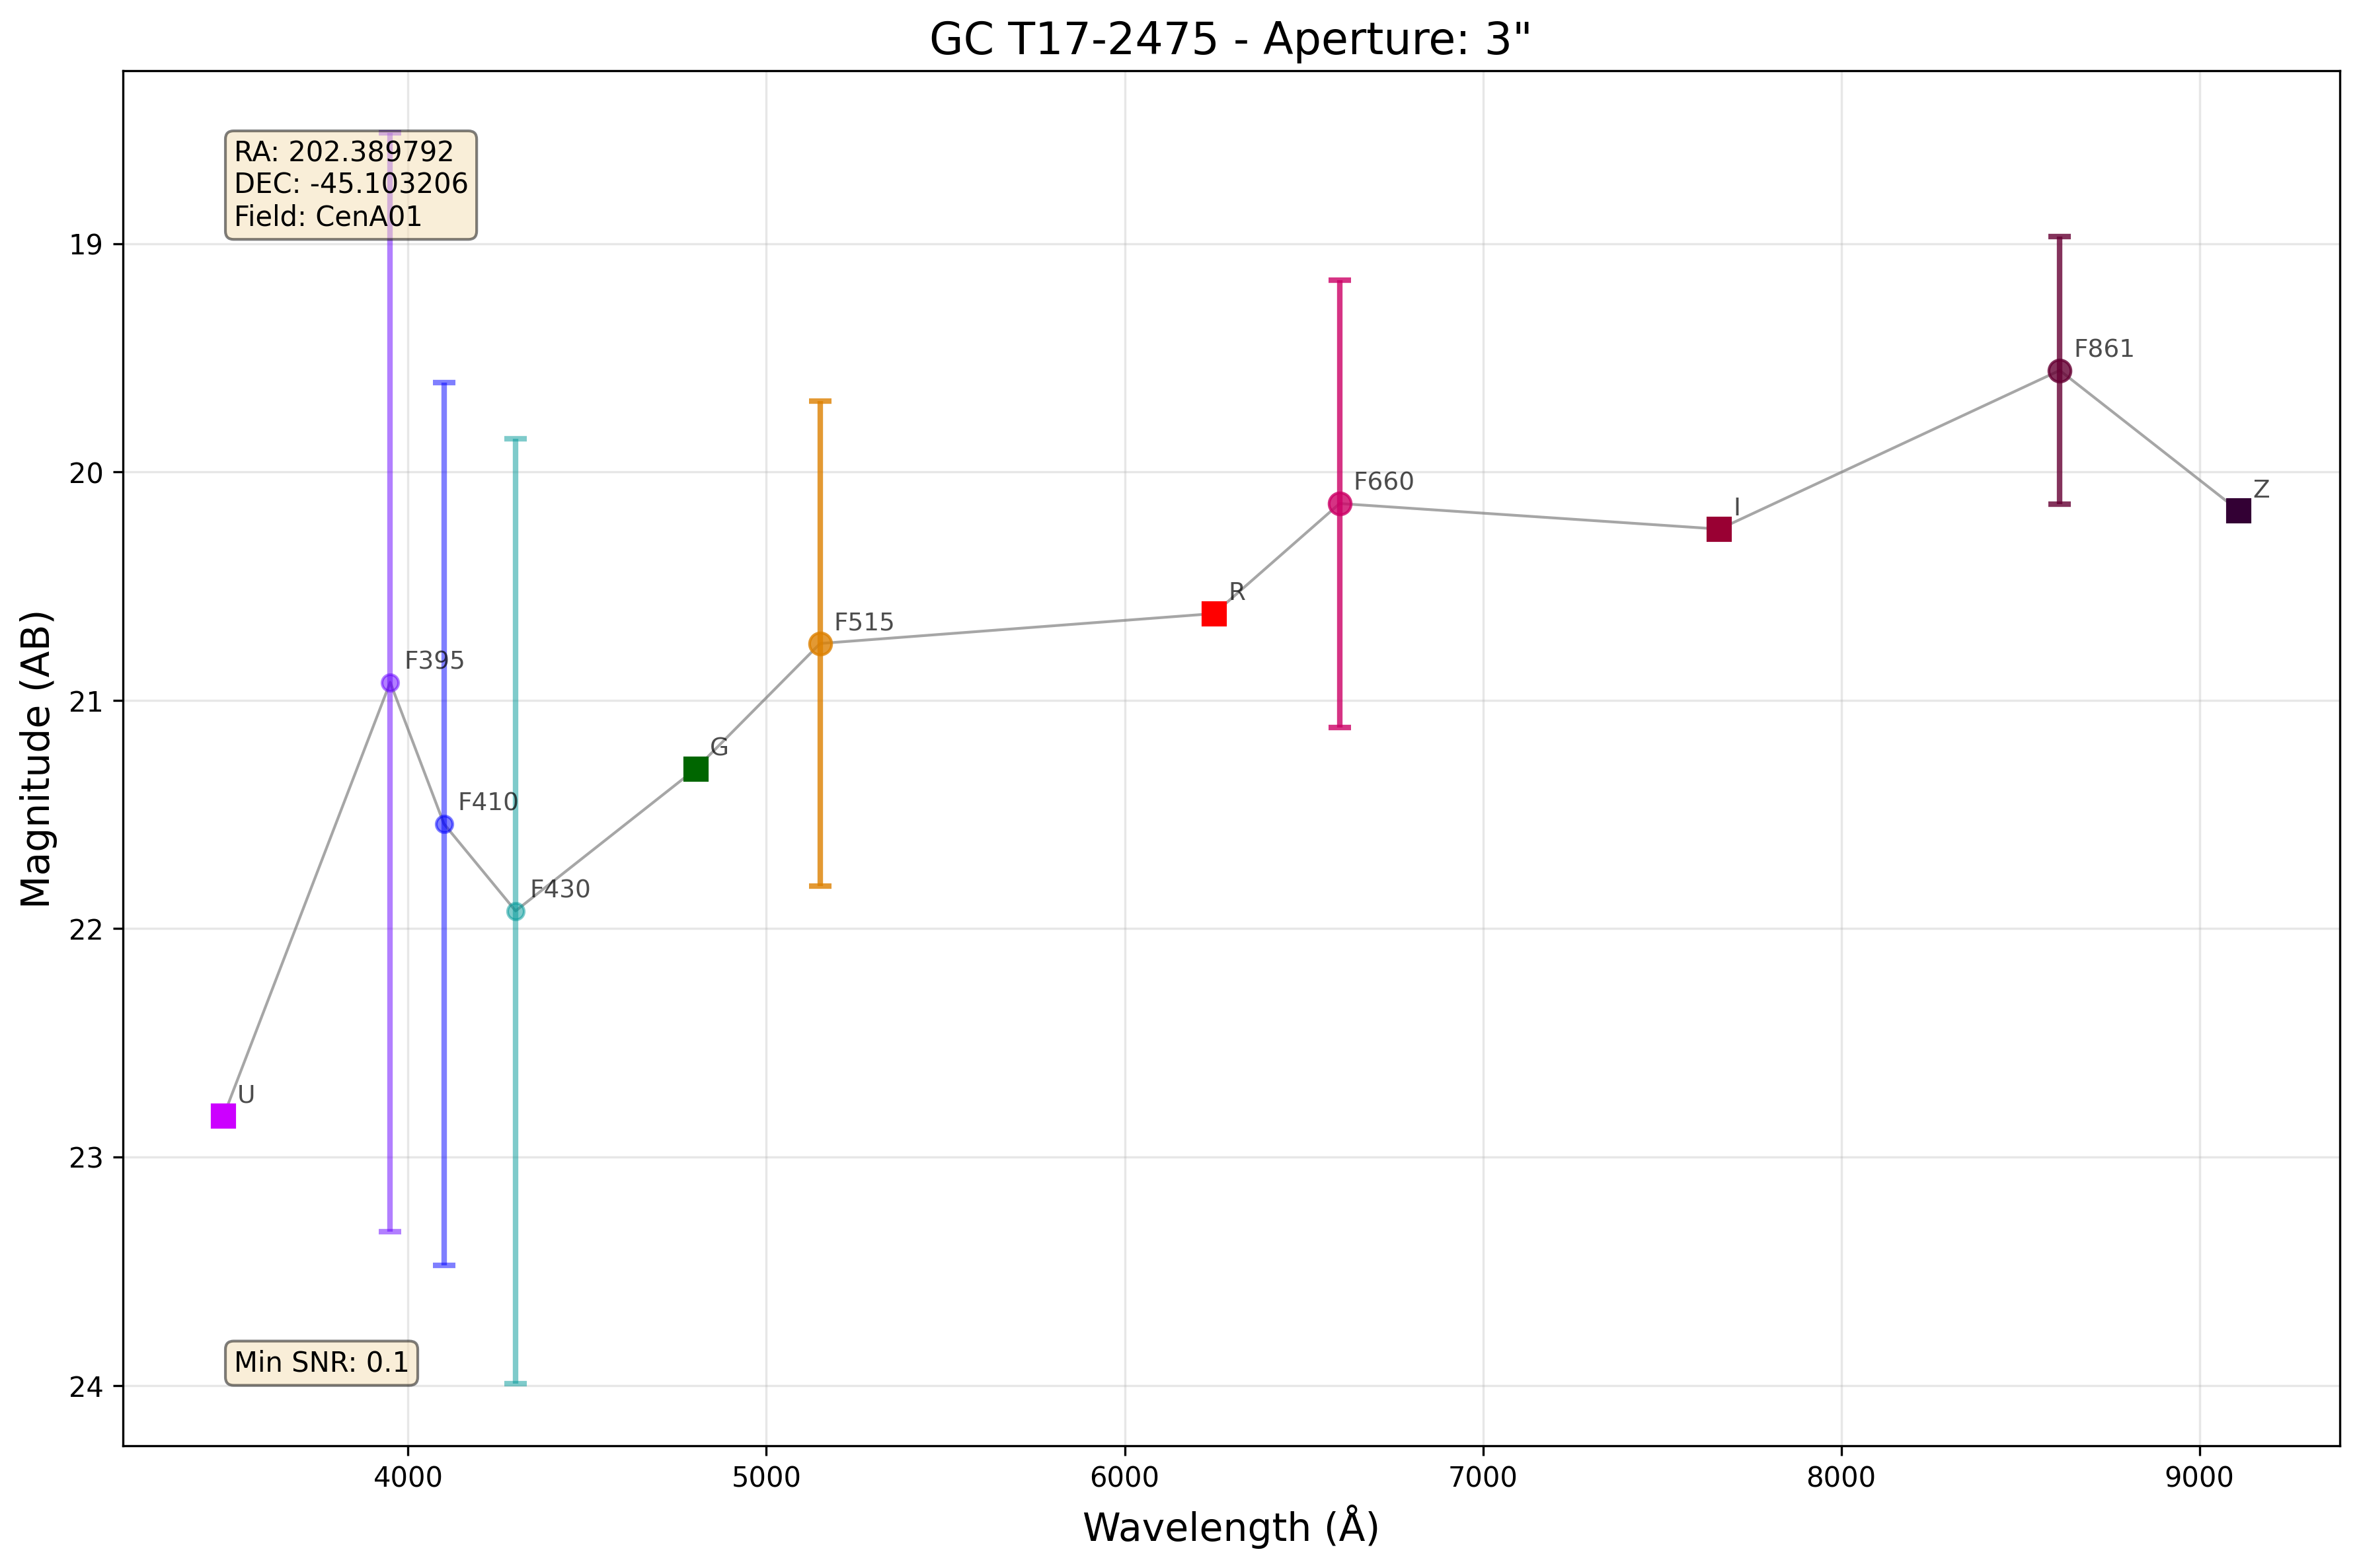 GC T17-2475 - Aperture: 3"
RA: 202.389792
DEC: -45.103206
Field: CenA01
19
20
21
22
23
24
Magnitude (AB)
F861
F660
I
Z
R
F515
F395
G
F410
F430
U
Min SNR: 0.1
4000
5000
6000
7000
8000
9000
Wavelength (Å)